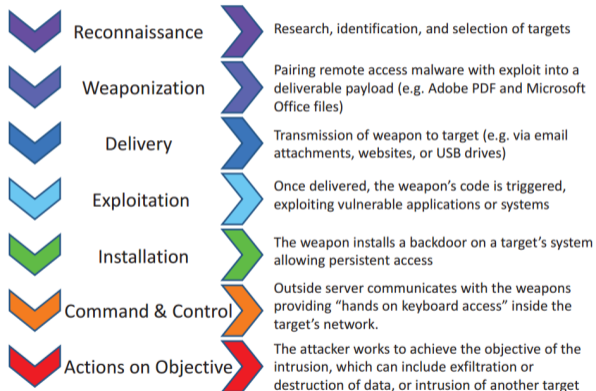 Reconnaissance
Research, identification, and selection of targets
Weaponization
Pairing remote access malware with exploit into a
deliverable payload (e.g. Adobe PDF and Microsoft
Office files)
Delivery
Transmission of weapon to target (e.g. via email
attachments, websites, or USB drives)
Exploitation
Once delivered, the weapon's code is triggered,
exploiting vulnerable applications or systems
Installation
The weapon installs a backdoor on a target's system
allowing persistent access
Command & Control
Outside server communicates with the weapons
providing “hands on keyboard access” inside the
target's network.
Actions on Objective
The attacker works to achieve the objective of the
intrusion, which can include exfiltration or
destruction of data, or intrusion of another target